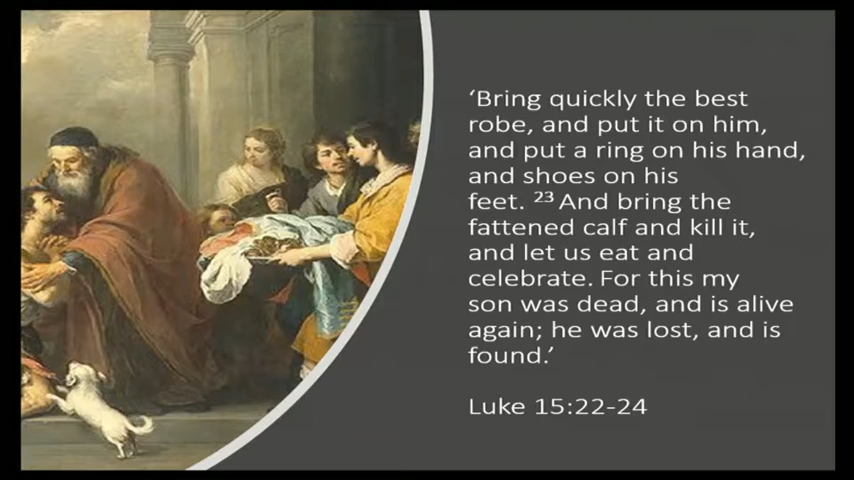 ‘Bring quickly the best
robe, and put it on him,
and put a ring on his hand,
and shoes on his
feet. ²³ And bring the
fattened calf and kill it,
and let us eat and
celebrate. For this my
son was dead, and is alive
again; he was lost, and is
found.’
Luke 15:22-24